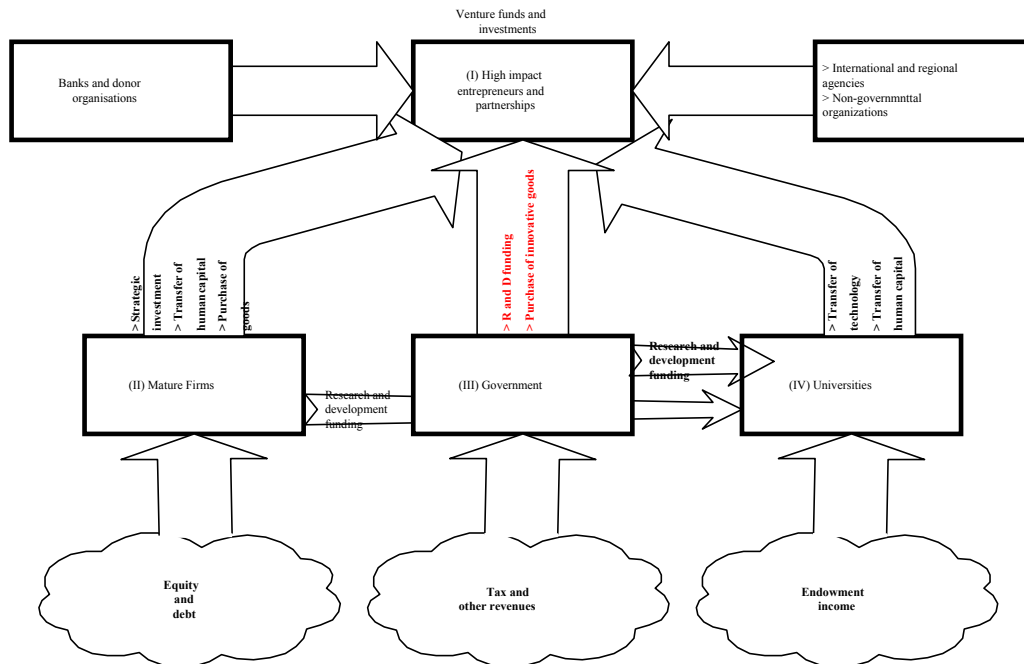 Venture funds and
investments
Banks and donor
organisations
(I) High impact
entrepreneurs and
partnerships
> International and regional
agencies
> Non-governmnttal
organizations
> Strategic
investment
> Transfer of
human capital
> Purchase of
goods
> R and D funding
> Purchase of innovative goods
> Transfer of
technology
> Transfer of
human capital
(II) Mature Firms
Research and
development
funding
(III) Government
Research and
development
funding
(IV) Universities
Equity
and
debt
Tax and
other revenues
Endowment
income